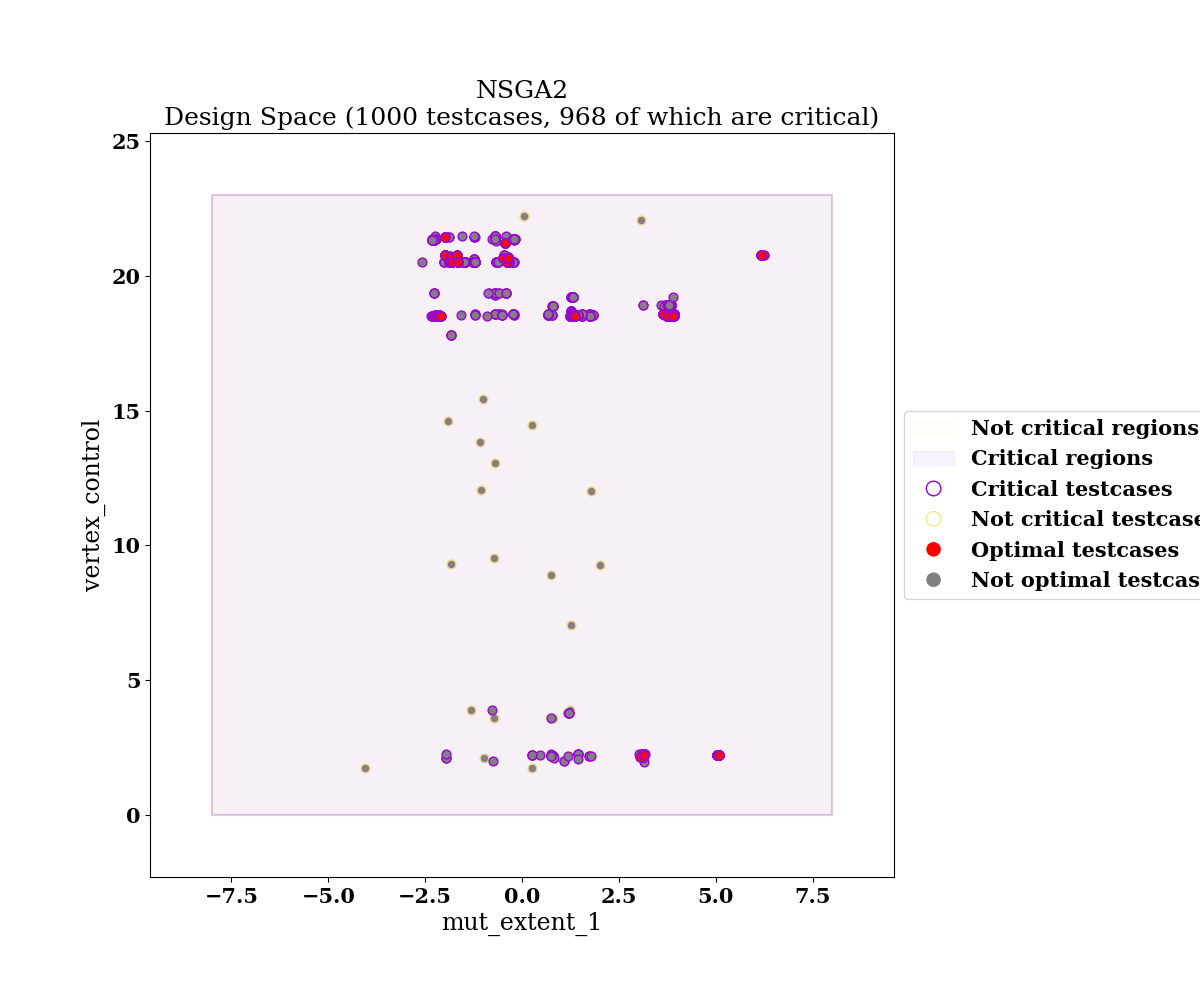 NSGA2
Design Space (1000 testcases, 968 of which are critical)
25
20
15
10
5
0
vertex_control
−7.5
−5.0
−2.5
0.0
2.5
5.0
7.5
mut_extent_1
Not critical regions
Critical regions
Critical testcases
Not critical testcase
Optimal testcases
Not optimal testcas